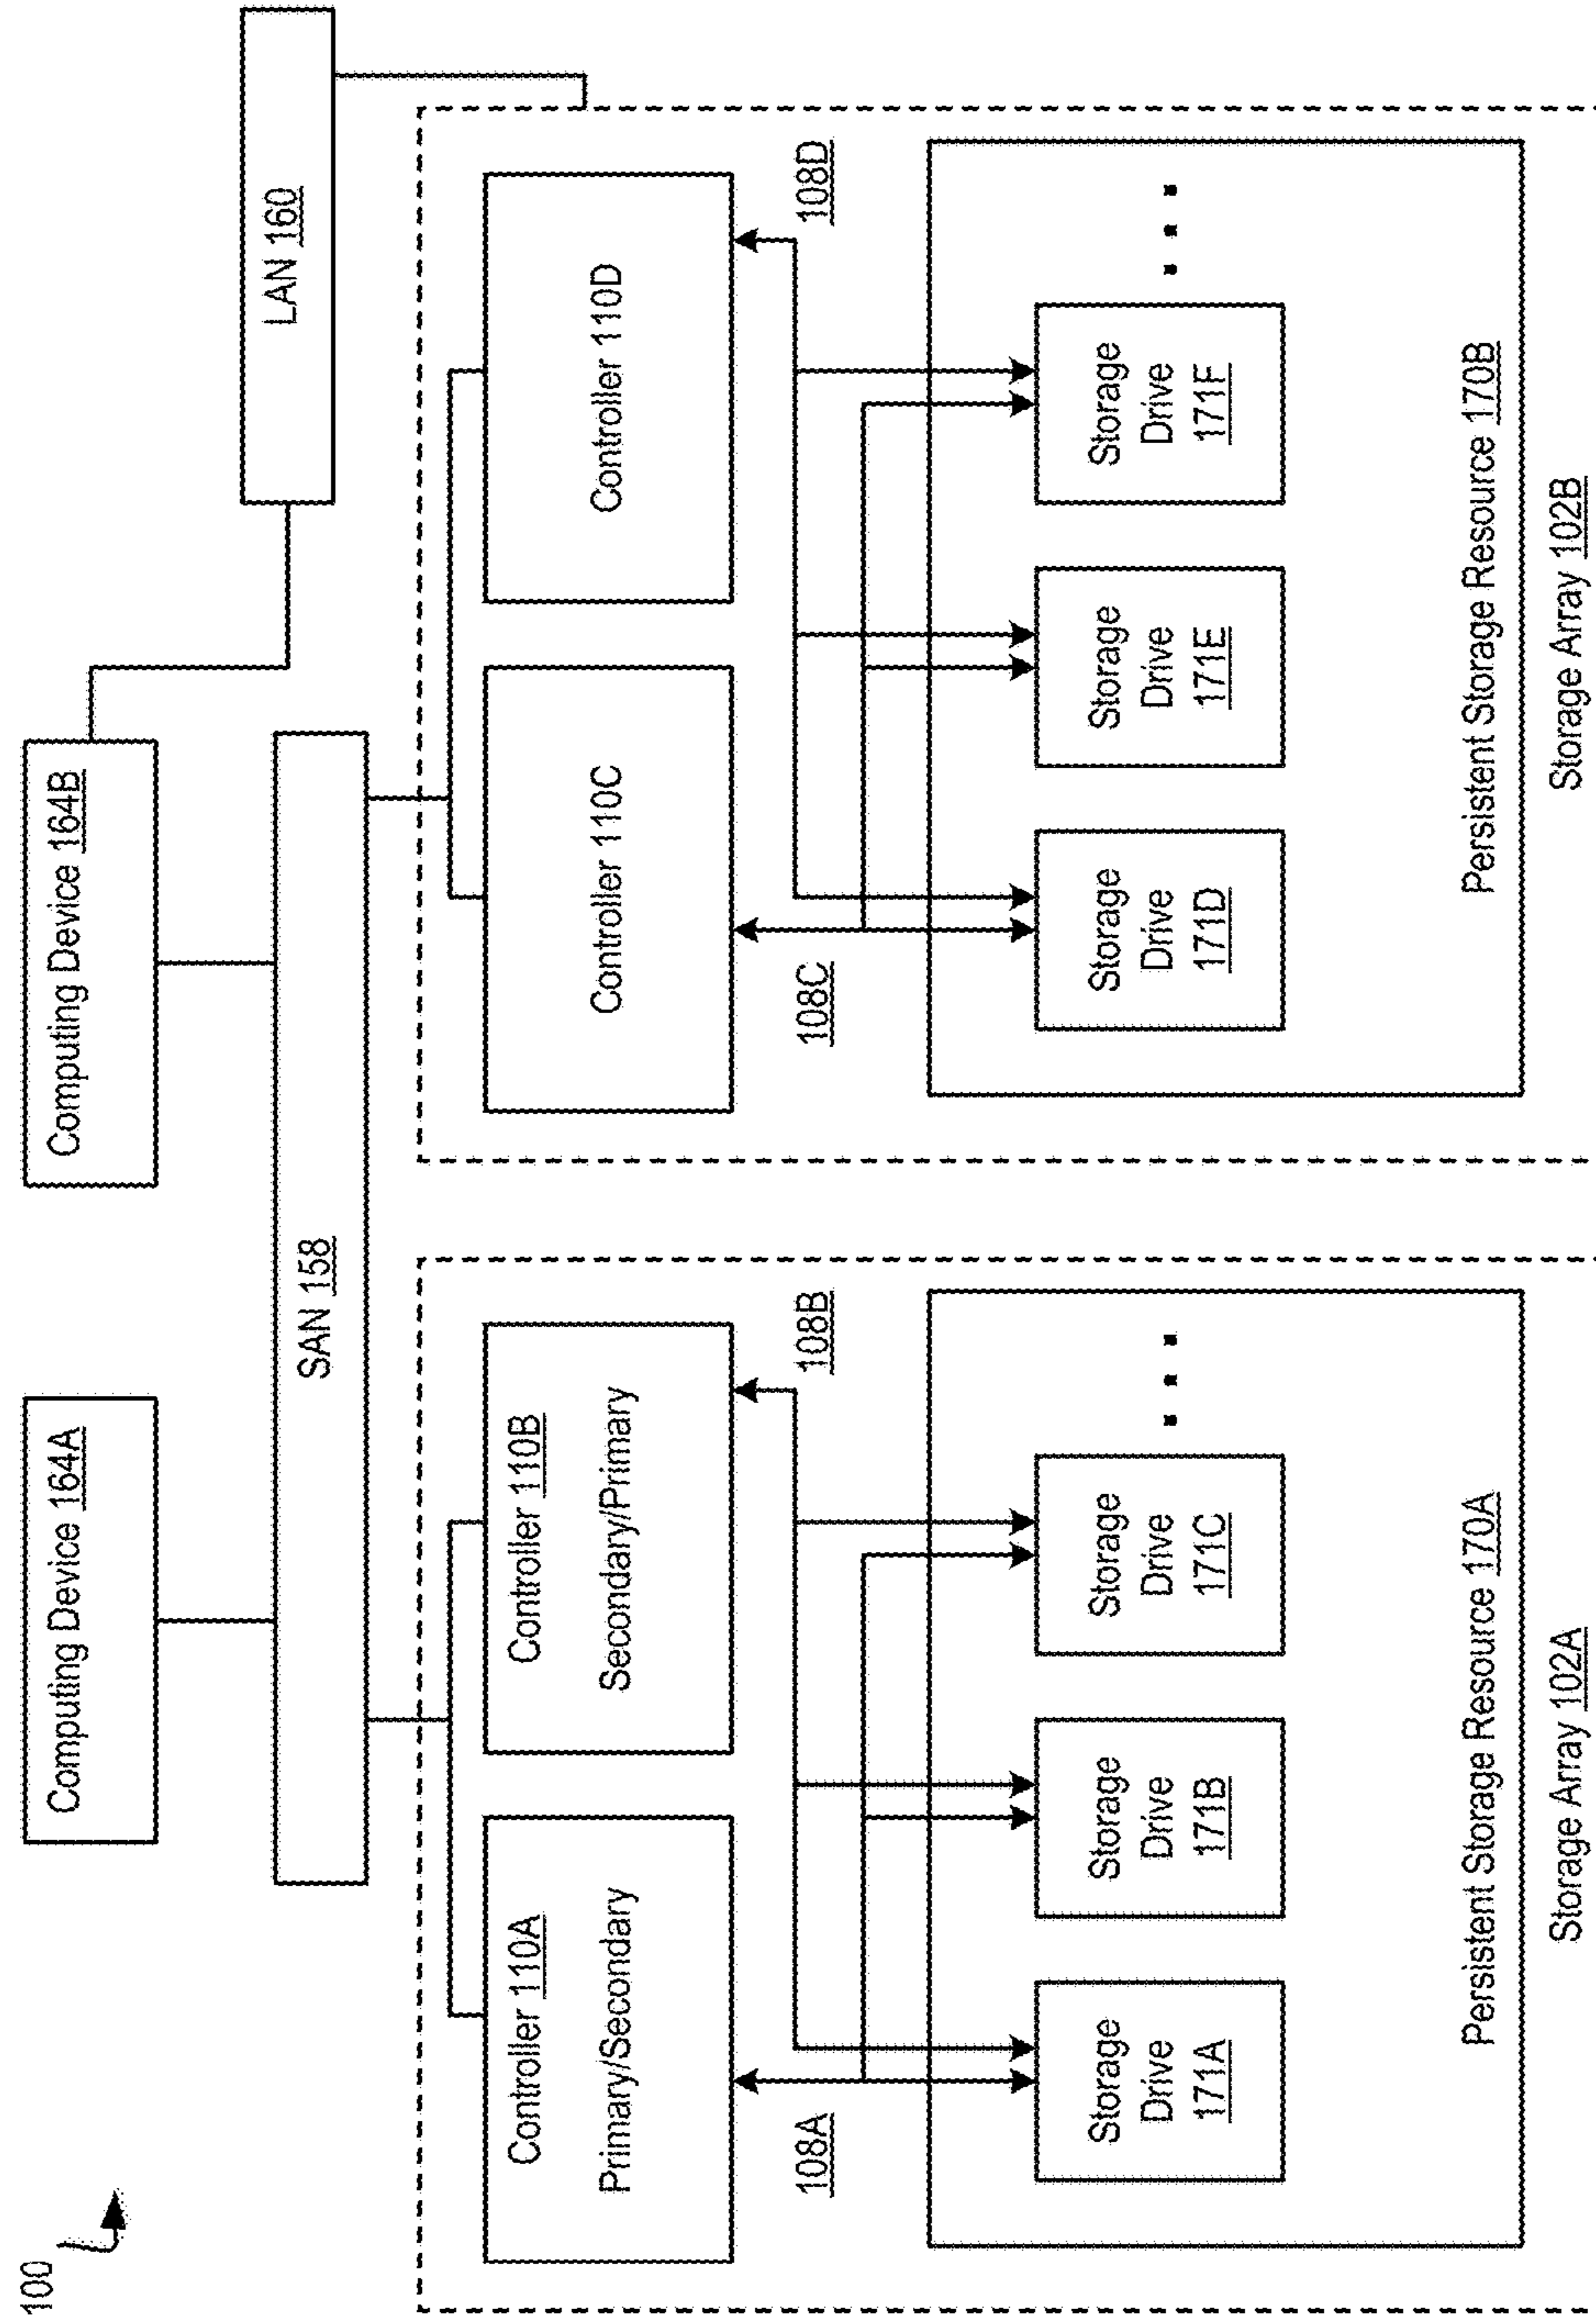 100
Computing Device 164A
Computing Device 164B
SAN 158
LAN 160
Controller 110A
Primary/Secondary
Controller 110B
Secondary/Primary
Controller 110C
Controller 110D
108A
108B
108C
108D
Storage
Drive
171A
Storage
Drive
171B
Storage
Drive
171C
Storage
Drive
171D
Storage
Drive
171E
Storage
Drive
171F
Persistent Storage Resource 170A
Persistent Storage Resource 170B
Storage Array 102A
Storage Array 102B